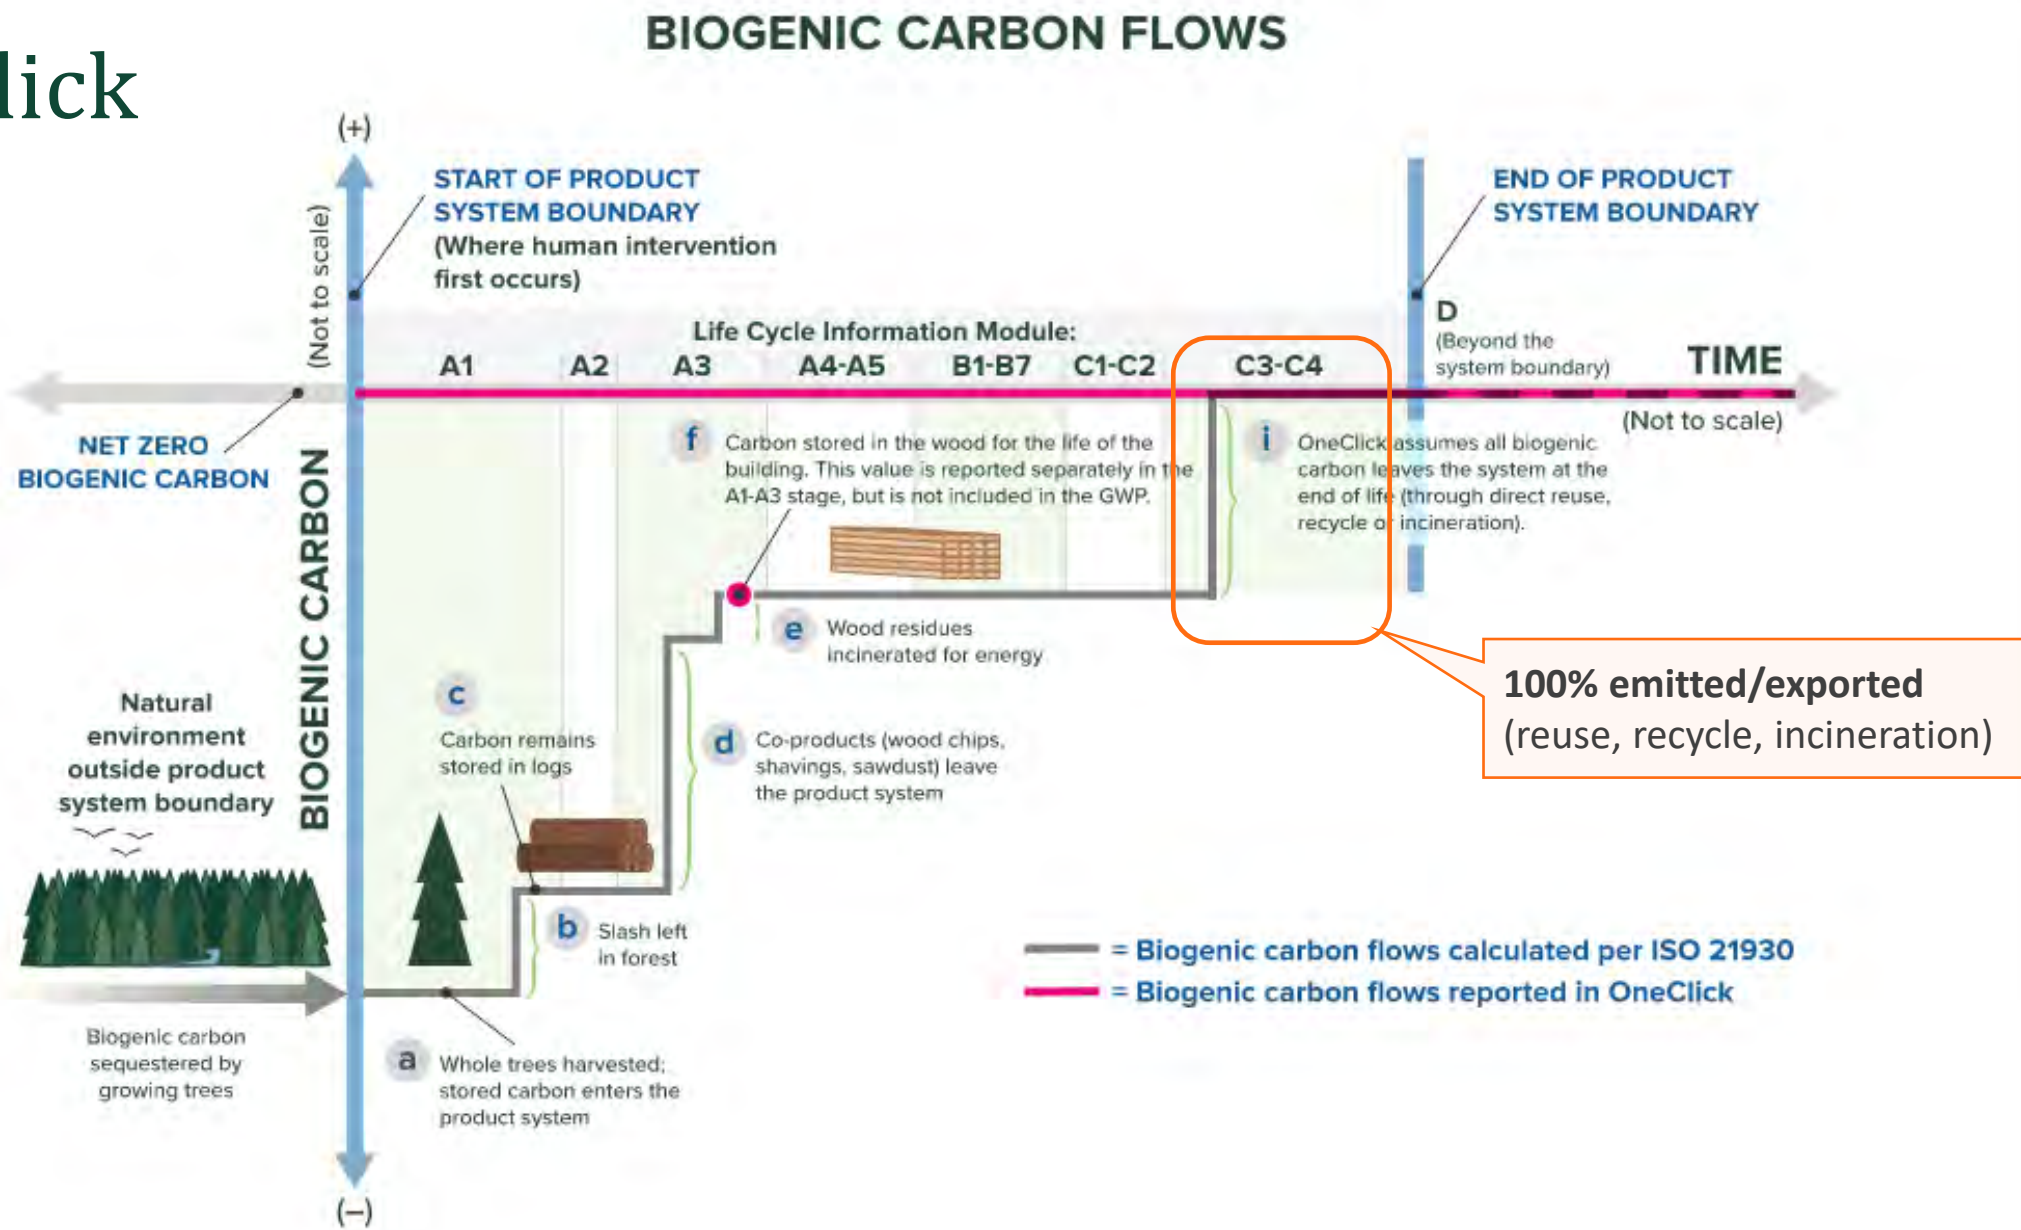 BIOGENIC CARBON FLOWS
lick
(+)
(Not to scale)
START OF PRODUCT
SYSTEM BOUNDARY
(Where human intervention
first occurs)
END OF PRODUCT
SYSTEM BOUNDARY
Life Cycle Information Module:
A1
A2
A3
A4-A5
B1-B7
C1-C2
C3-C4
D
(Beyond the
system boundary)
TIME
(Not to scale)
NET ZERO
BIOGENIC CARBON
BIOGENIC CARBON
f
Carbon stored in the wood for the life of the
building. This value is reported separately in the
A1-A3 stage, but is not included in the GWP.
i
OneClick assumes all biogenic
carbon leaves the system at the
end of life (through direct reuse,
recycle or incineration).
e
Wood residues
incinerated for energy
100% emitted/exported
(reuse, recycle, incineration)
Natural
environment
outside product
system boundary
c
Carbon remains
stored in logs
d
Co-products (wood chips,
shavings, sawdust) leave
the product system
b
Slash left
in forest
= Biogenic carbon flows calculated per ISO 21930
= Biogenic carbon flows reported in OneClick
Biogenic carbon
sequestered by
growing trees
a
Whole trees harvested;
stored carbon enters the
product system
(–)